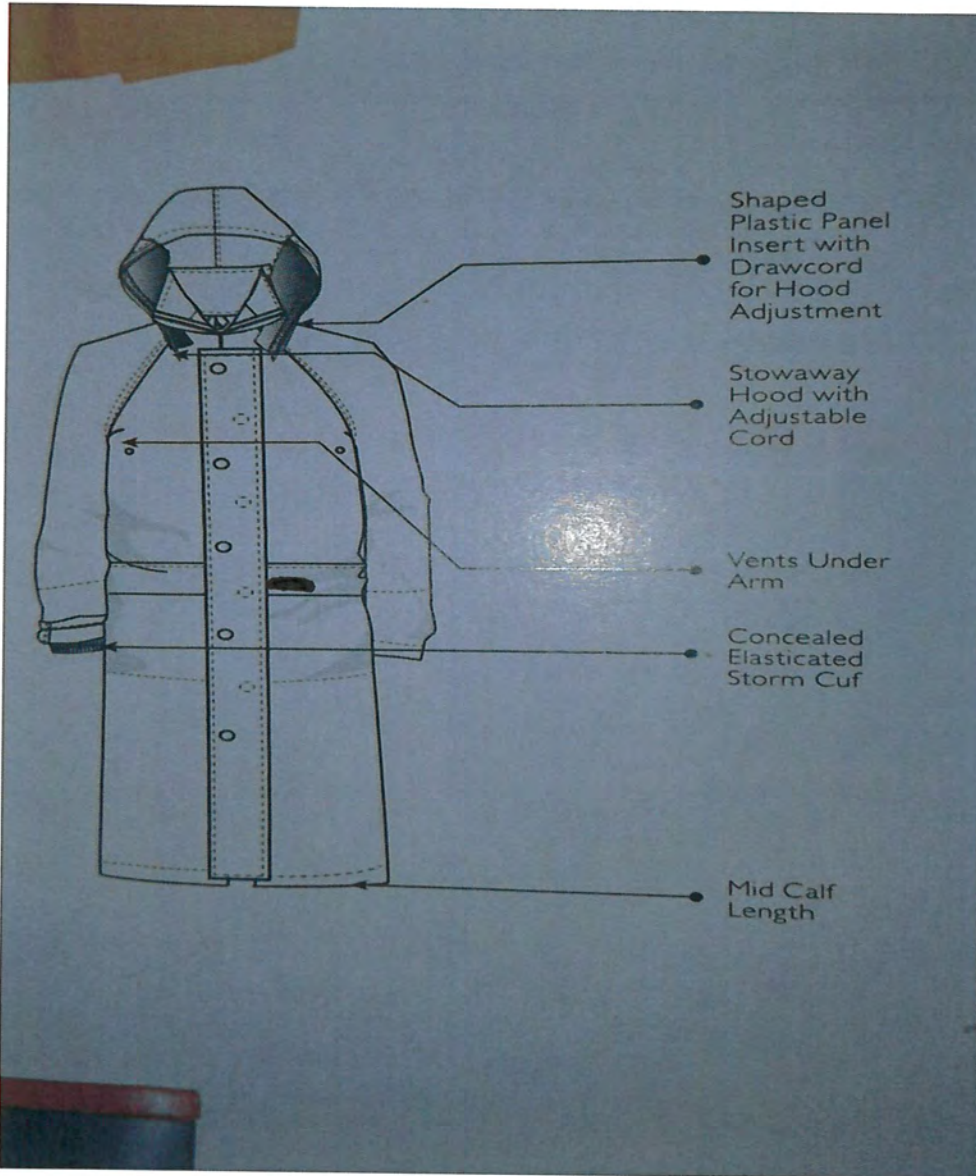 Shaped
Plastic Panel
Insert with
Drawcord
for Hood
Adjustment
Stowaway
Hood with
Adjustable
Cord
Vents Under
Arm
Concealed
Elasticated
Storm Cuf
Mid Calf
Length